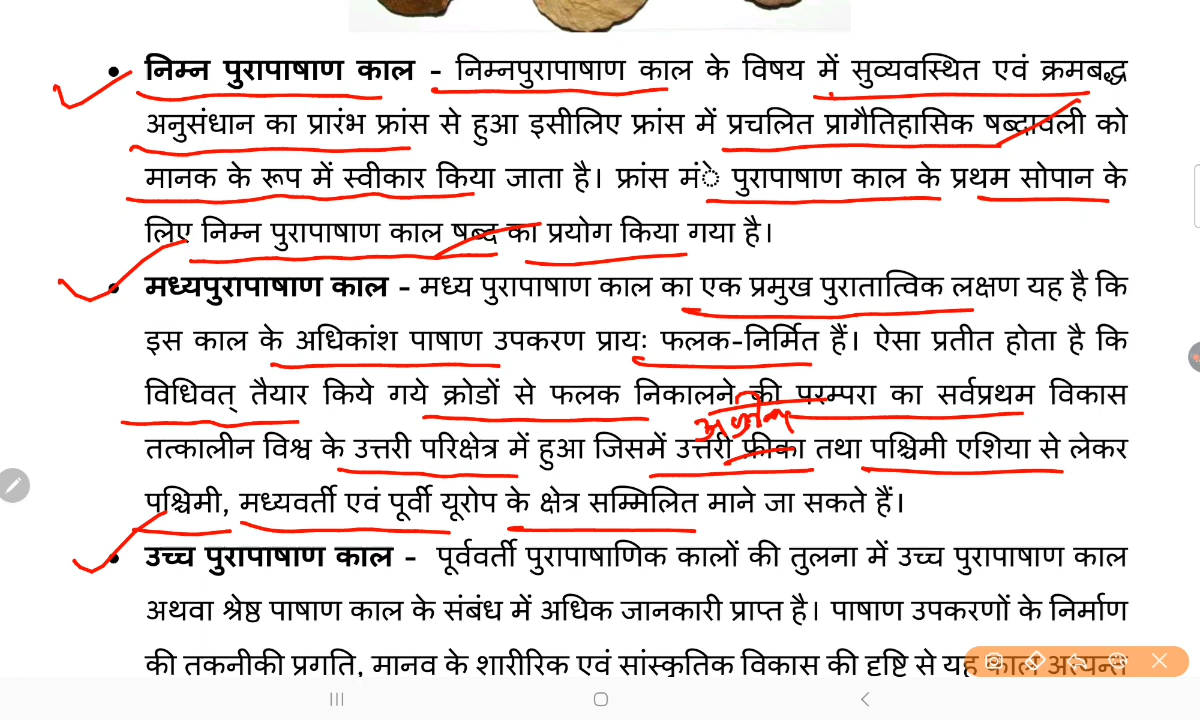 • निम्न पुरापाषाण काल – निम्नपुरापाषाण काल के विषय में सुव्यवस्थित एवं क्रमबद्ध
अनुसंधान का प्रारंभ फ्रांस से हुआ इसीलिए फ्रांस में प्रचलित प्रागैतिहासिक षब्दावली को
मानक के रूप में स्वीकार किया जाता है। फ्रांस मंे पुरापाषाण काल के प्रथम सोपान के
लिए निम्न पुरापाषाण काल षब्द का प्रयोग किया गया है।
• मध्यपुरापाषाण काल – मध्य पुरापाषाण काल का एक प्रमुख पुरातात्विक लक्षण यह है कि
इस काल के अधिकांश पाषाण उपकरण प्रायः फलक-निर्मित हैं। ऐसा प्रतीत होता है कि
विधिवत् तैयार किये गये क्रोडों से फलक निकालने की परम्परा का सर्वप्रथम विकास
तत्कालीन विश्व के उत्तरी परिक्षेत्र में हुआ जिसमें उत्तरी फ्रीका तथा पश्चिमी एशिया से लेकर
पश्चिमी, मध्यवर्ती एवं पूर्वी यूरोप के क्षेत्र सम्मिलित माने जा सकते हैं।
• उच्च पुरापाषाण काल – पूर्ववर्ती पुरापाषाणिक कालों की तुलना में उच्च पुरापाषाण काल
अथवा श्रेष्ठ पाषाण काल के संबंध में अधिक जानकारी प्राप्त है। पाषाण उपकरणों के निर्माण
की तकनीकी प्रगति, मानव के शारीरिक एवं सांस्कृतिक विकास की दृष्टि से यह काल अत्यन्त